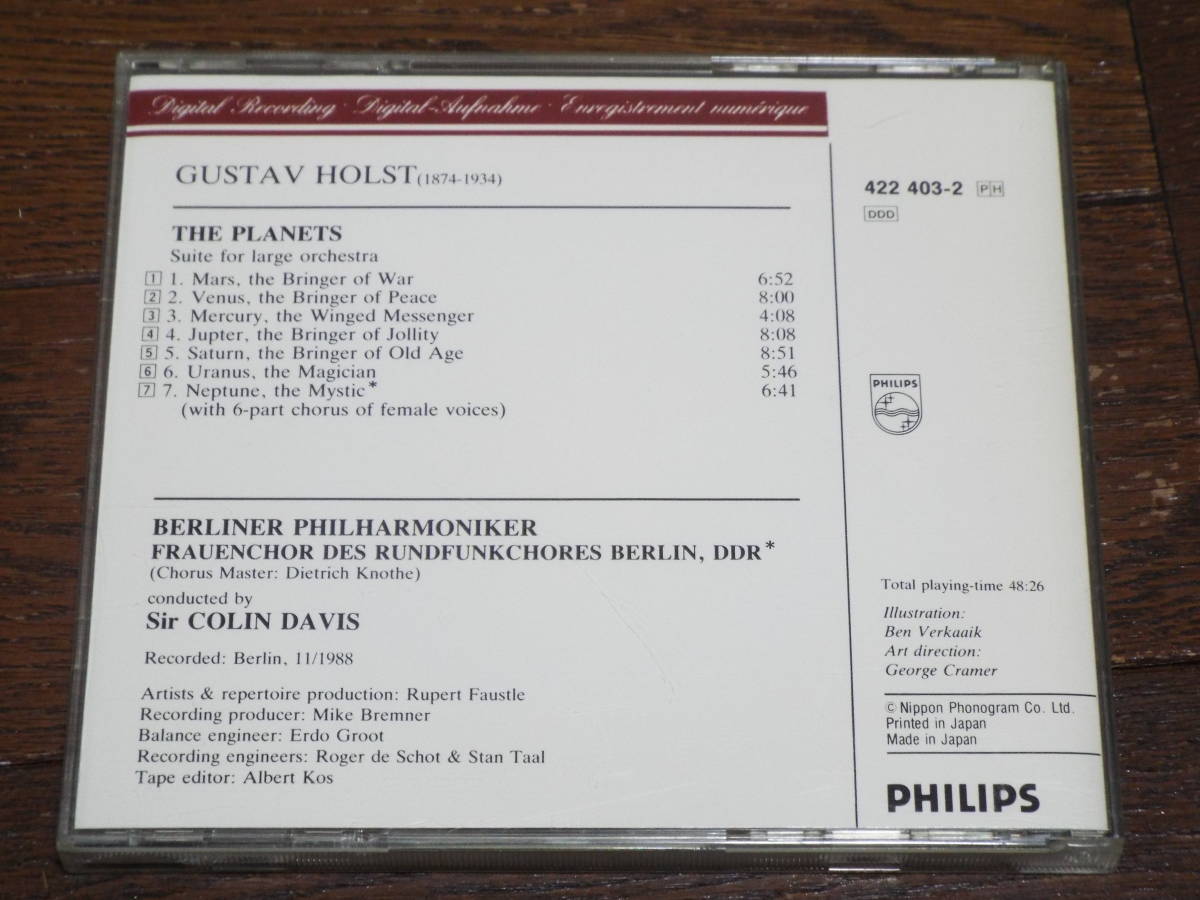 Digital Recording · Digital-Aufnahme · Enregistrement numérique
GUSTAV HOLST (1874-1934)
THE PLANETS
Suite for large orchestra
1 1. Mars, the Bringer of War 6:52
2 2. Venus, the Bringer of Peace 8:00
3 3. Mercury, the Winged Messenger 4:08
4 4. Jupter, the Bringer of Jollity 8:08
5 5. Saturn, the Bringer of Old Age 8:51
6 6. Uranus, the Magician 5:46
7 7. Neptune, the Mystic* 6:41
(with 6-part chorus of female voices)
BERLINER PHILHARMONIKER
FRAUENCHOR DES RUNDFUNKCHORES BERLIN, DDR*
(Chorus Master: Dietrich Knothe)
conducted by
Sir COLIN DAVIS
Recorded: Berlin, 11/1988
Artists & repertoire production: Rupert Faustle
Recording producer: Mike Bremner
Balance engineer: Erdo Groot
Recording engineers: Roger de Schot & Stan Taal
Tape editor: Albert Kos
422 403-2 PH
DDD
PHILIPS
Total playing-time 48:26
Illustration:
Ben Verkaaik
Art direction:
George Cramer
© Nippon Phonogram Co. Ltd.
Printed in Japan
Made in Japan
PHILIPS